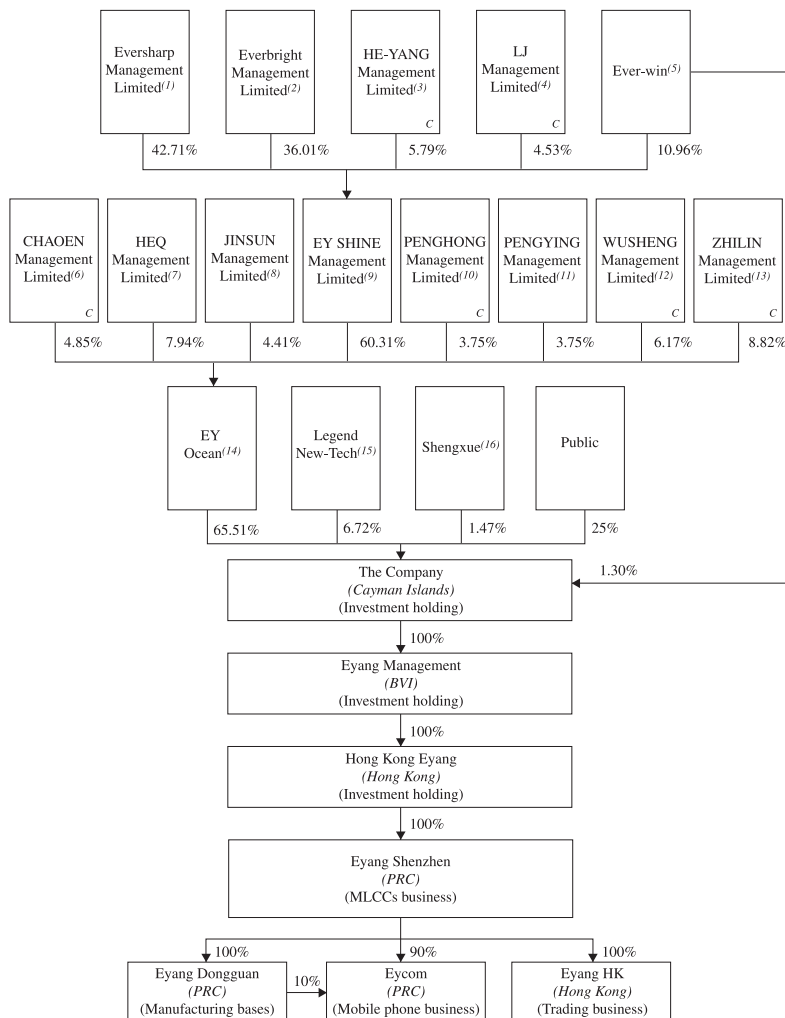 Eversharp
Management
Limited(1)
Everbright
Management
Limited(2)
HE-YANG
Management
Limited(3)
C
LJ
Management
Limited(4)
C
Ever-win(5)
42.71%
36.01%
5.79%
4.53%
10.96%
CHAOEN
Management
Limited(6)
C
HEQ
Management
Limited(7)
JINSUN
Management
Limited(8)
EY SHINE
Management
Limited(9)
PENGHONG
Management
Limited(10)
C
PENGYING
Management
Limited(11)
WUSHENG
Management
Limited(12)
C
ZHILIN
Management
Limited(13)
C
4.85%
7.94%
4.41%
60.31%
3.75%
3.75%
6.17%
8.82%
EY
Ocean(14)
Legend
New-Tech(15)
Shengxue(16)
Public
65.51%
6.72%
1.47%
25%
The Company
(Cayman Islands)
(Investment holding)
1.30%
100%
Eyang Management
(BVI)
(Investment holding)
100%
Hong Kong Eyang
(Hong Kong)
(Investment holding)
100%
Eyang Shenzhen
(PRC)
(MLCCs business)
100%
90%
100%
Eyang Dongguan
(PRC)
(Manufacturing bases)
10%
Eycom
(PRC)
(Mobile phone business)
Eyang HK
(Hong Kong)
(Trading business)